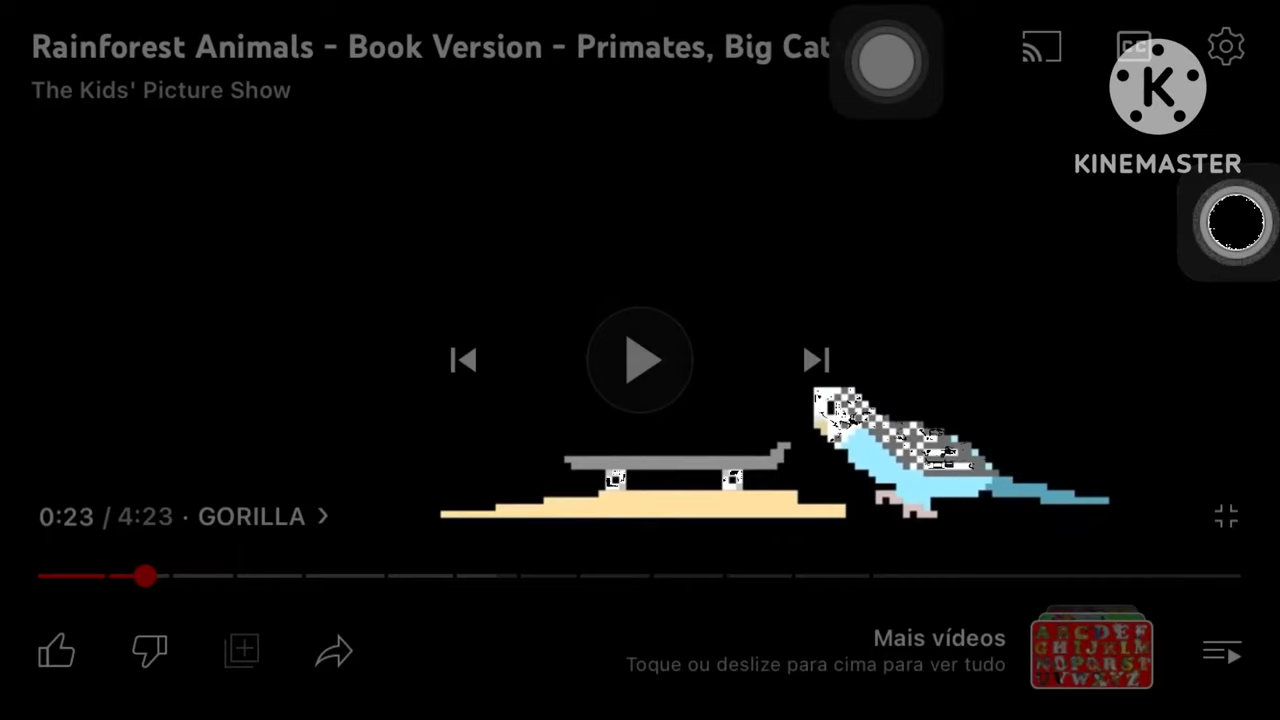 Rainforest Animals - Book Version - Primates, Big Cat
The Kids' Picture Show
CC
K
KINEMASTER
0:23 / 4:23 · GORILLA
Mais vídeos
Toque ou deslize para cima para ver tudo
A B C D E F
G H I J K L M
N O P Q R S T
U V W X Y Z